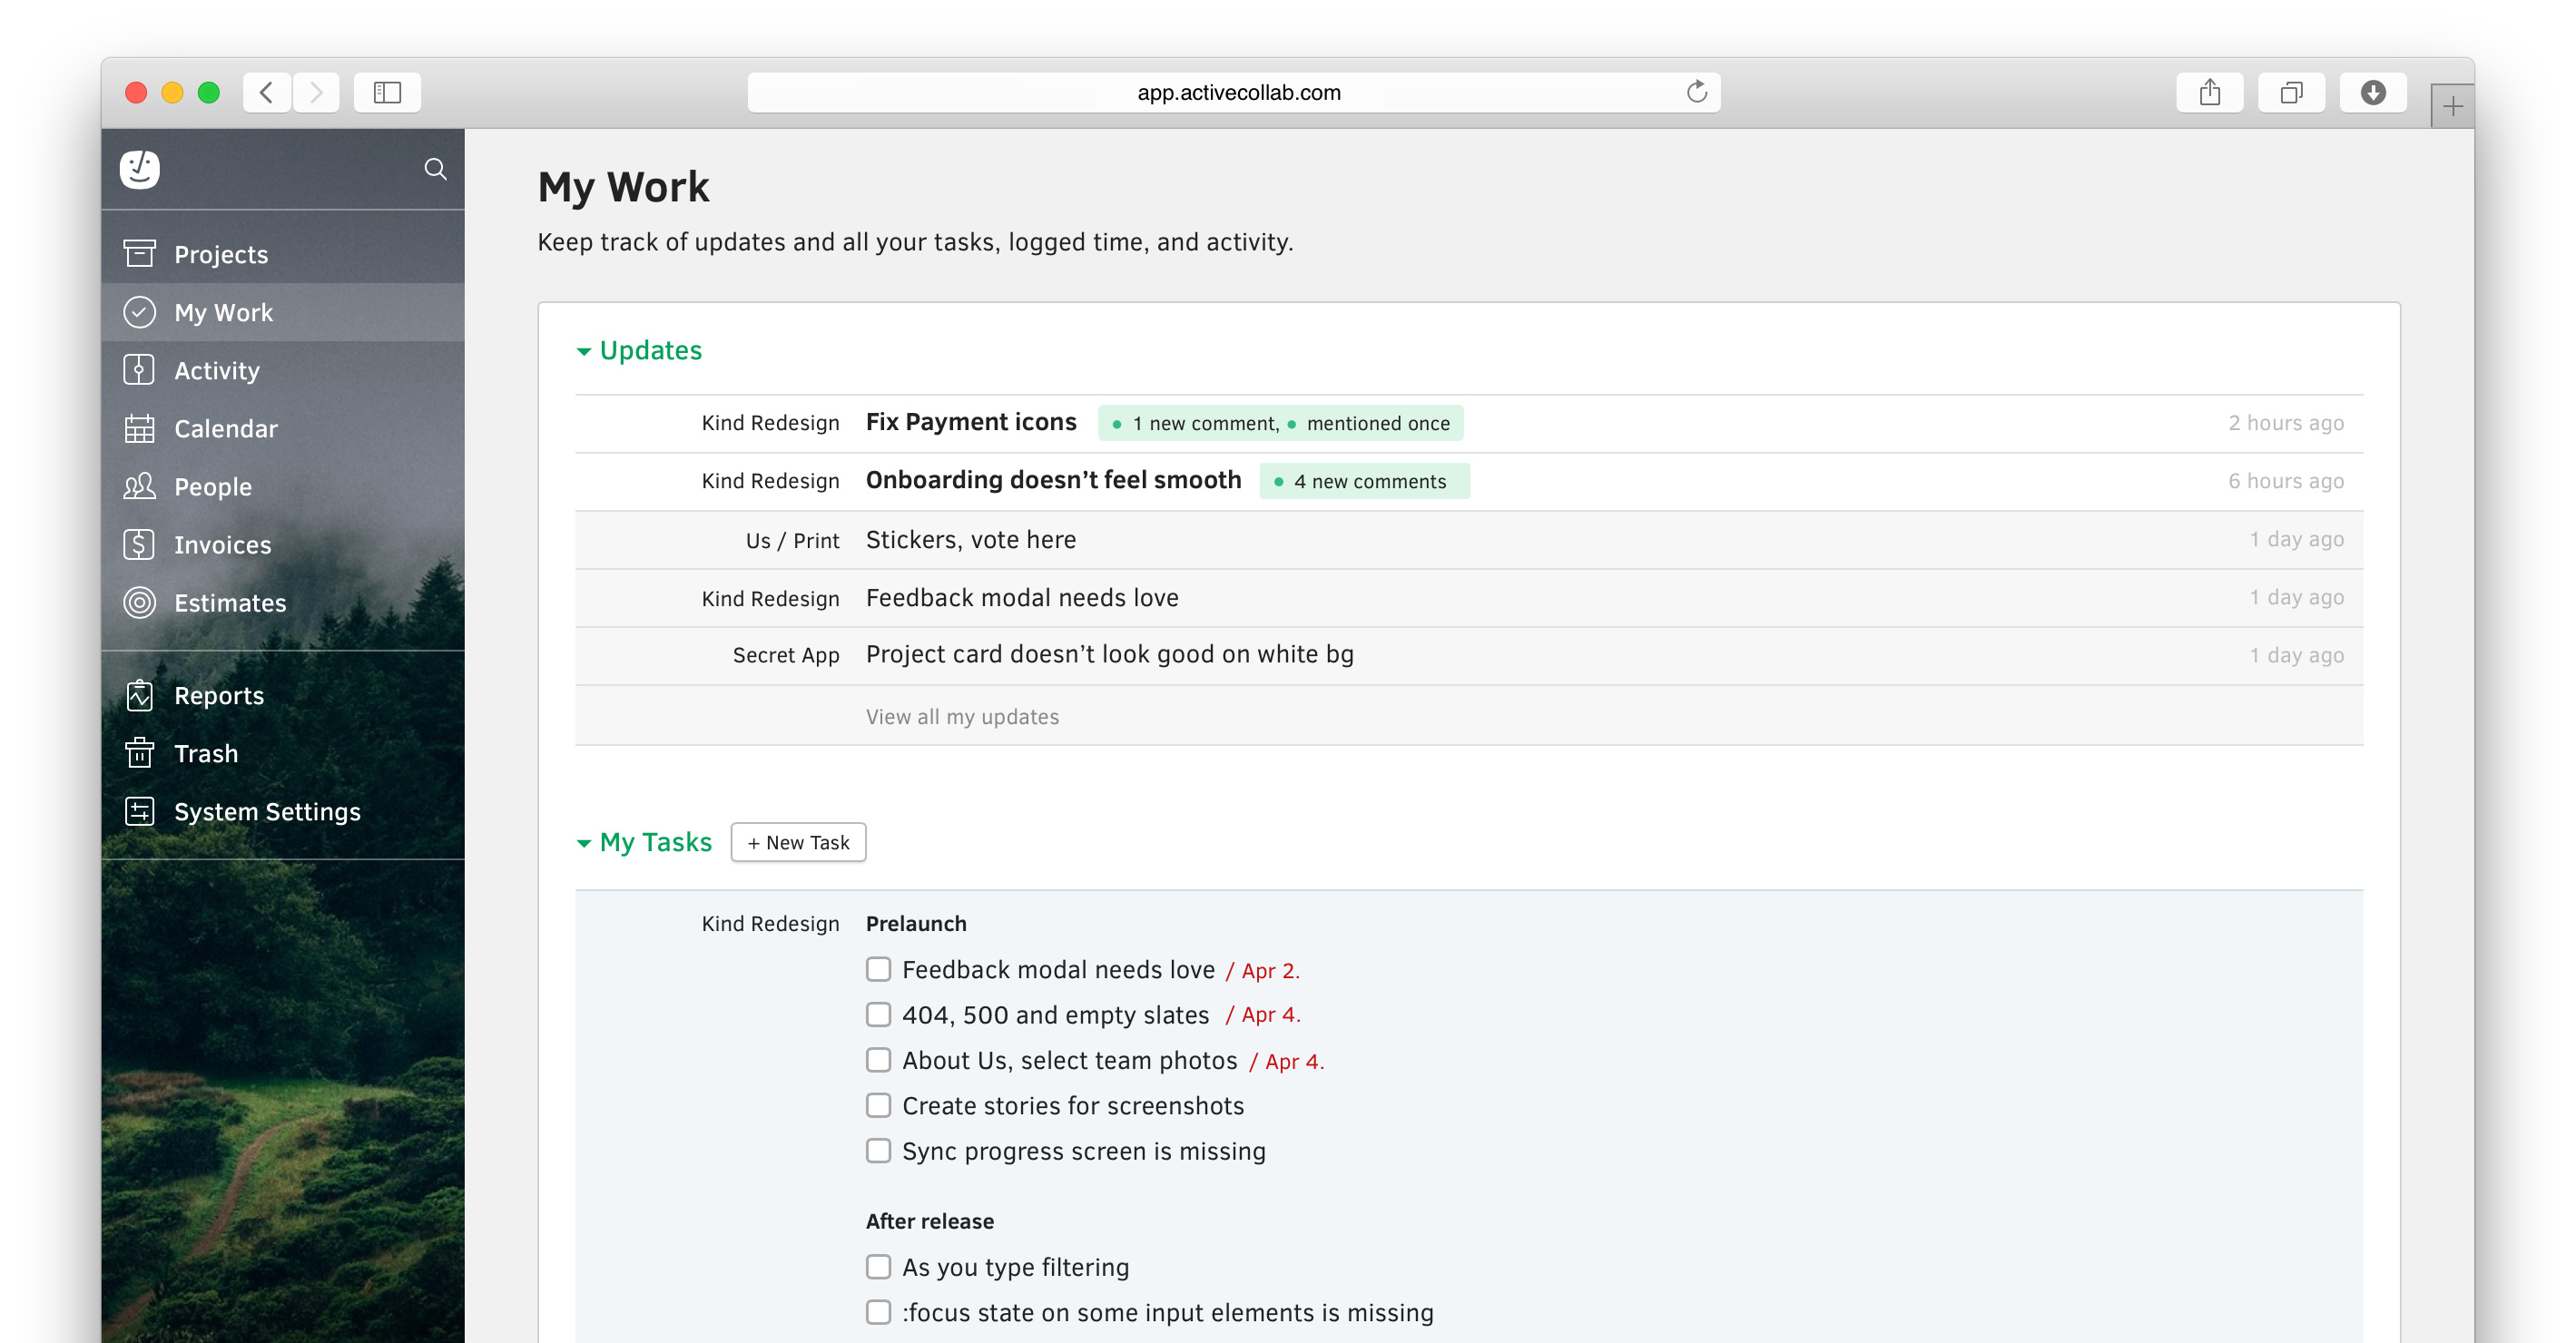 app.activecollab.com
Projects
My Work
Activity
Calendar
People
Invoices
Estimates
Reports
Trash
System Settings
My Work
Keep track of updates and all your tasks, logged time, and activity.
Updates
Kind Redesign Fix Payment icons • 1 new comment, • mentioned once 2 hours ago
Kind Redesign Onboarding doesn’t feel smooth • 4 new comments 6 hours ago
Us / Print Stickers, vote here 1 day ago
Kind Redesign Feedback modal needs love 1 day ago
Secret App Project card doesn’t look good on white bg 1 day ago
View all my updates
My Tasks + New Task
Kind Redesign Prelaunch
Feedback modal needs love / Apr 2.
404, 500 and empty slates / Apr 4.
About Us, select team photos / Apr 4.
Create stories for screenshots
Sync progress screen is missing
After release
As you type filtering
:focus state on some input elements is missing